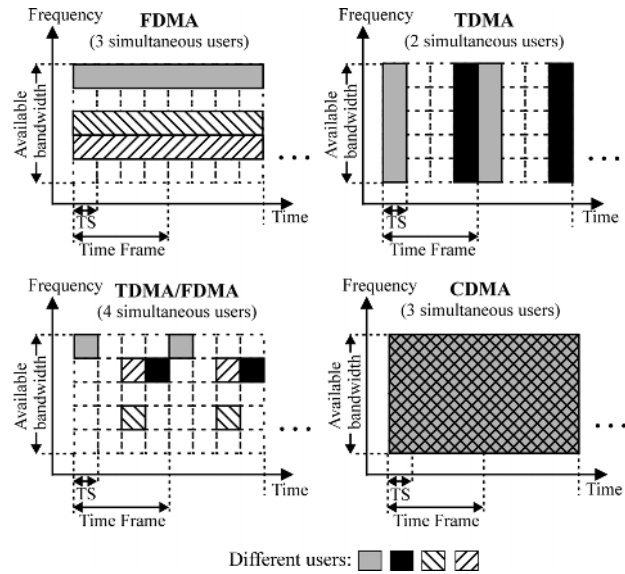 Frequency
FDMA
(3 simultaneous users)
Available
bandwidth
...
Time
TS
Time Frame
Frequency
TDMA
(2 simultaneous users)
Available
bandwidth
...
Time
TS
Time Frame
Frequency
TDMA/FDMA
(4 simultaneous users)
Available
bandwidth
...
Time
TS
Time Frame
Frequency
CDMA
(3 simultaneous users)
Available
bandwidth
...
Time
TS
Time Frame
Different users: